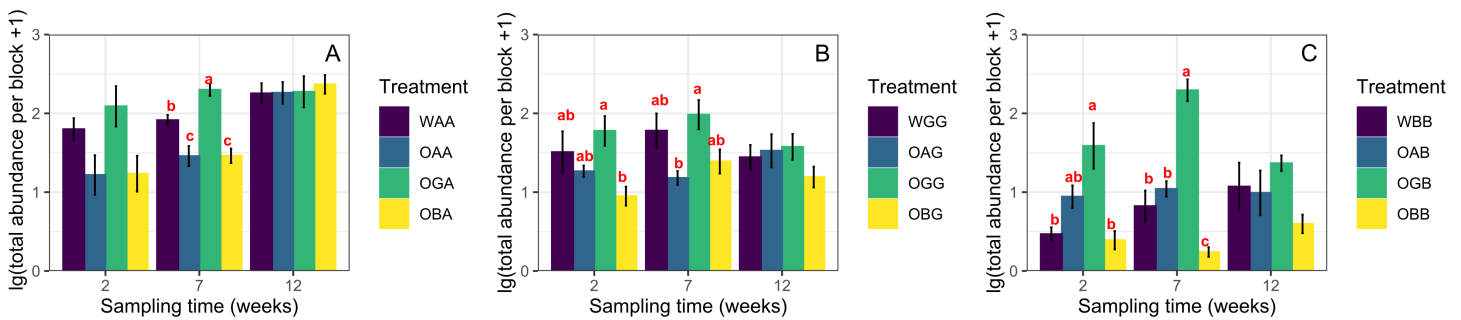 lg(total abundance per block +1)
3
2
1
0
A
a
b
c
c
2
7
12
Sampling time (weeks)
Treatment
WAA
OAA
OGA
OBA
lg(total abundance per block +1)
3
2
1
0
B
ab
a
ab
b
ab
a
b
ab
2
7
12
Sampling time (weeks)
Treatment
WGG
OAG
OGG
OBG
lg(total abundance per block +1)
3
2
1
0
C
a
ab
b
b
a
b
b
c
2
7
12
Sampling time (weeks)
Treatment
WBB
OAB
OGB
OBB